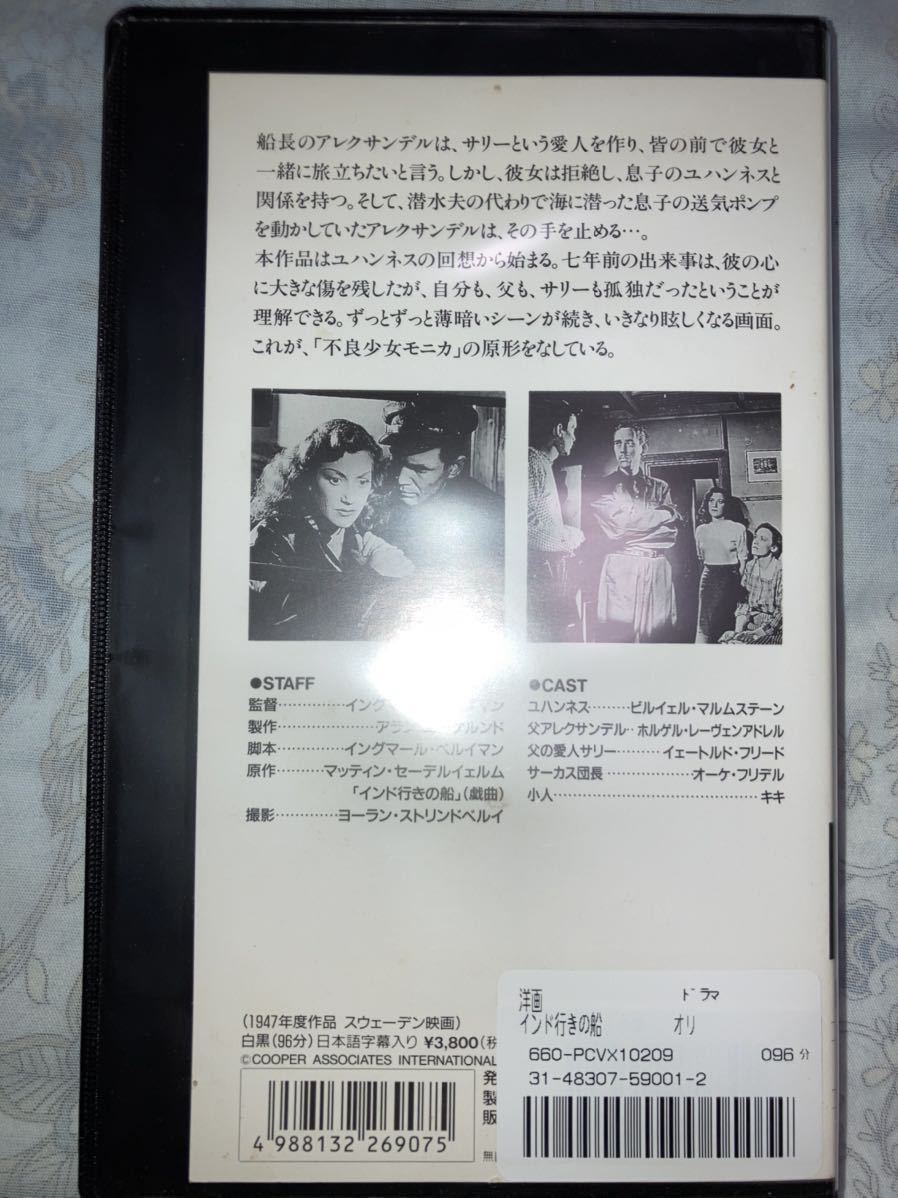 船長のアレクサンデルは、サリーという愛人を作り、皆の前で彼女と
一緒に旅立ちたいと言う。しかし、彼女は拒絶し、息子のユハンネスと
関係を持つ。そして、潜水夫の代わりで海に潜った息子の送気ポンプ
を動かしていたアレクサンデルは、その手を止める…。
本作品はユハンネスの回想から始まる。七年前の出来事は、彼の心
に大きな傷を残したが、自分も、父も、サリーも孤独だったということが
理解できる。ずっとずっと薄暗いシーンが続き、いきなり眩しくなる画面。
これが、「不良少女モニカ」の原形をなしている。
●STAFF
監督…………イング マン
製作…………アラン ルンド
脚本…………イングマール・ベルイマン
原作…………マッティン・セーデルイェルム
「インド行きの船」(戯曲)
撮影…………ヨーラン・ストリンドベルイ
●CAST
ユハンネス………ビルイェル・マルムステーン
父アレクサンデル‥ホルゲル・レーヴェンアドレル
父の愛人サリー………イェートルド・フリード
サーカス団長…………オーケ・フリデル
小人………………………………キキ
(1947年度作品 スウェーデン映画)
白黒(96分)日本語字幕入り ¥3,800(税
©COOPER ASSOCIATES INTERNATIONAL
発
製
販
4 988132 269075
無
洋画 ドラマ
インド行きの船 オリ
660-PCVX10209 096分
31-48307-59001-2